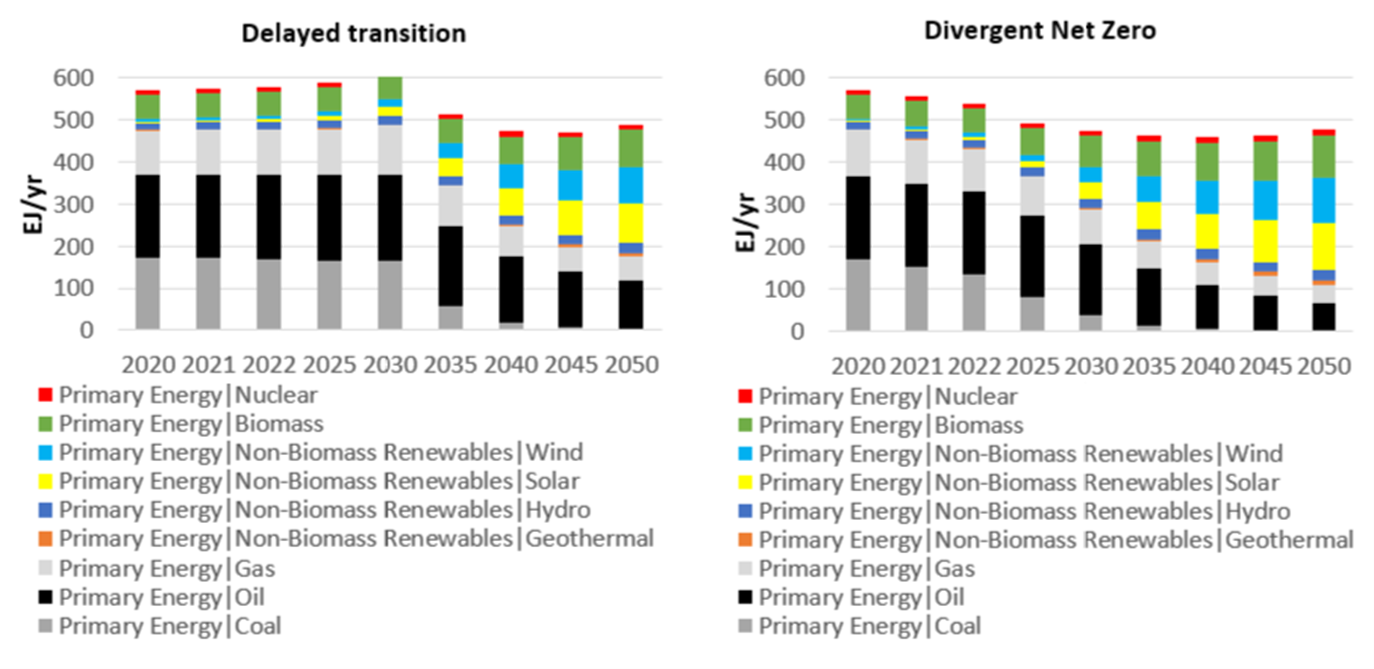 Delayed transition
EJ/yr
600
500
400
300
200
100
0
2020 2021 2022 2025 2030 2035 2040 2045 2050
Primary Energy|Nuclear
Primary Energy|Biomass
Primary Energy|Non-Biomass Renewables|Wind
Primary Energy|Non-Biomass Renewables|Solar
Primary Energy|Non-Biomass Renewables|Hydro
Primary Energy|Non-Biomass Renewables|Geothermal
Primary Energy|Gas
Primary Energy|Oil
Primary Energy|Coal
Divergent Net Zero
EJ/yr
600
500
400
300
200
100
0
2020 2021 2022 2025 2030 2035 2040 2045 2050
Primary Energy|Nuclear
Primary Energy|Biomass
Primary Energy|Non-Biomass Renewables|Wind
Primary Energy|Non-Biomass Renewables|Solar
Primary Energy|Non-Biomass Renewables|Hydro
Primary Energy|Non-Biomass Renewables|Geothermal
Primary Energy|Gas
Primary Energy|Oil
Primary Energy|Coal